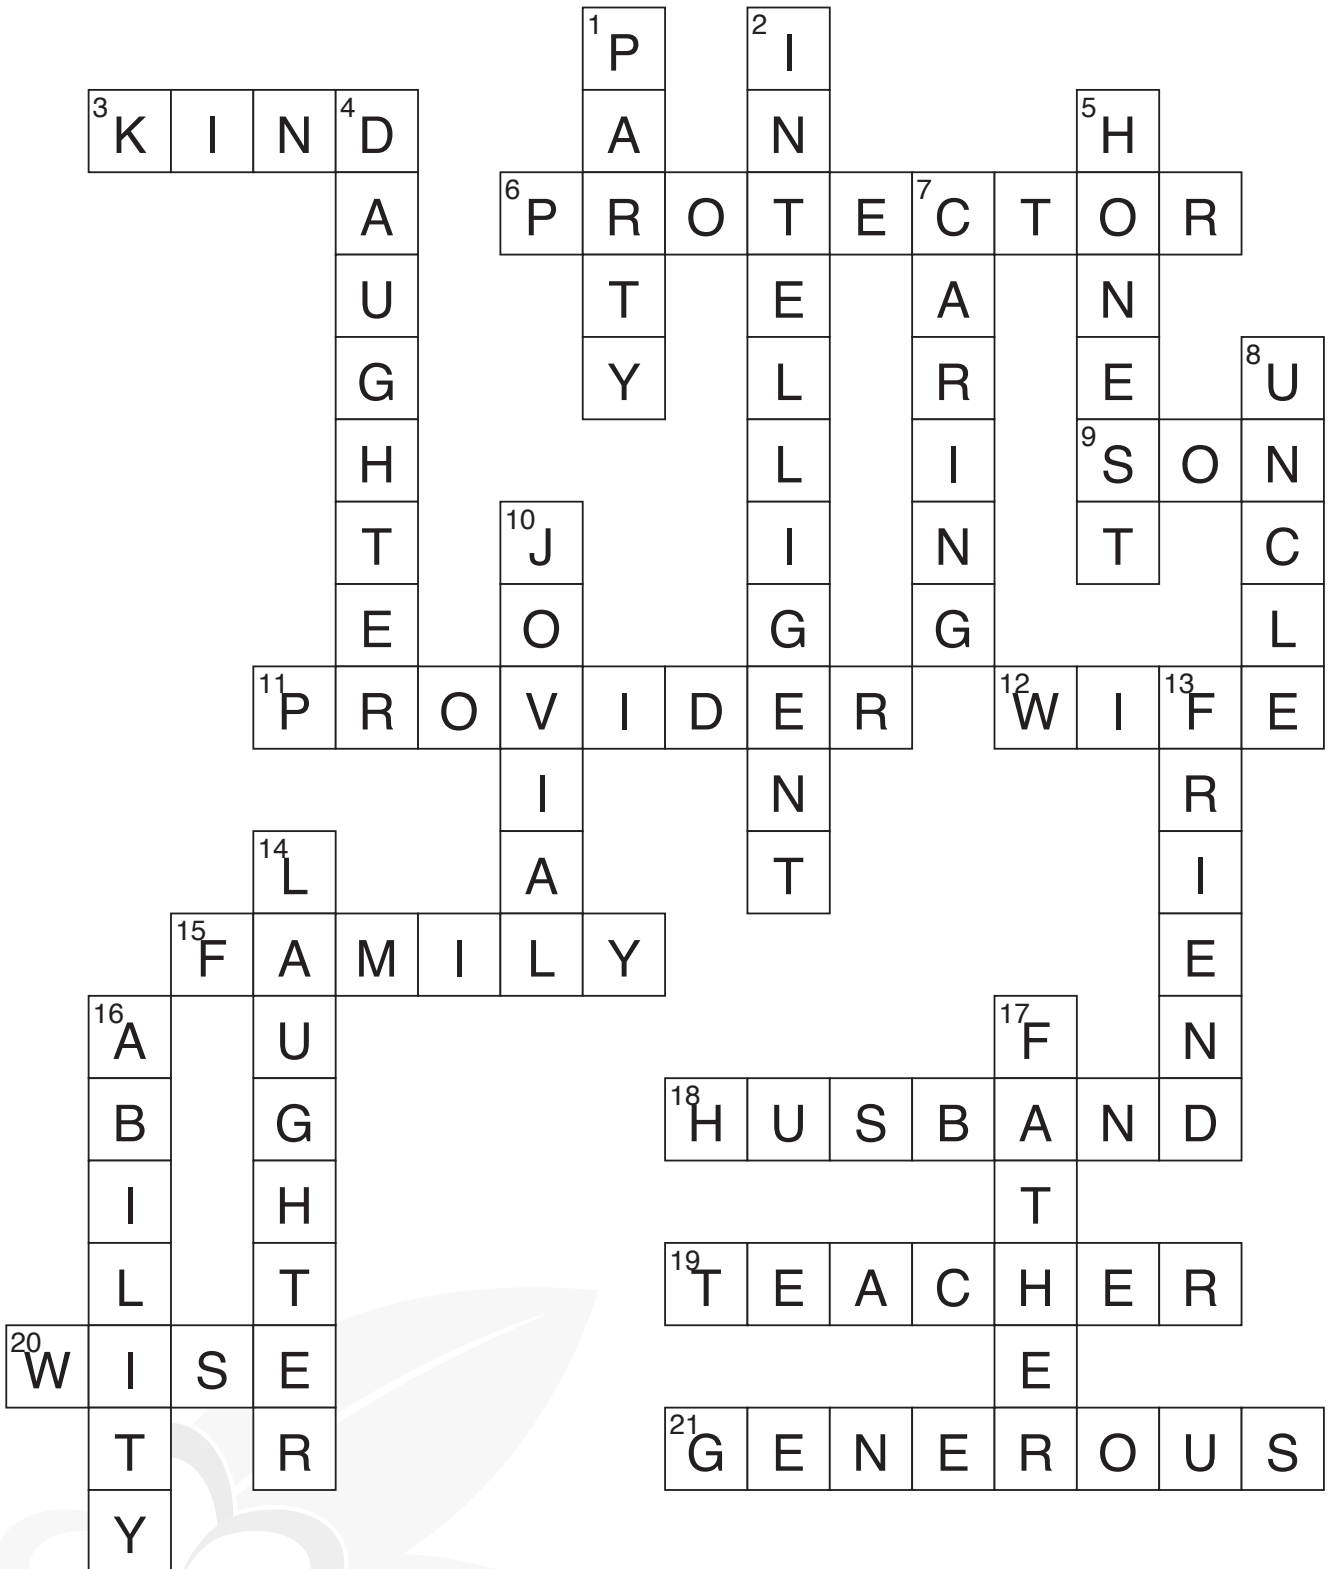 1 P 2 I
3 K I N 4 D A N 5 H
A 6 P R O T E 7 C T O R
U T E A N
G Y L R E 8 U
H L I 9 S O N
T 10 J I N T C
E O G G L
11 P R O V I D E R 12 W I 13 F E
I N R
14 L A T I
15 F A M I L Y E
16 A U 17 F N
B G 18 H U S B A N D
I H T
L T 19 T E A C H E R
20 W I S E E
T R 21 G E N E R O U S
Y